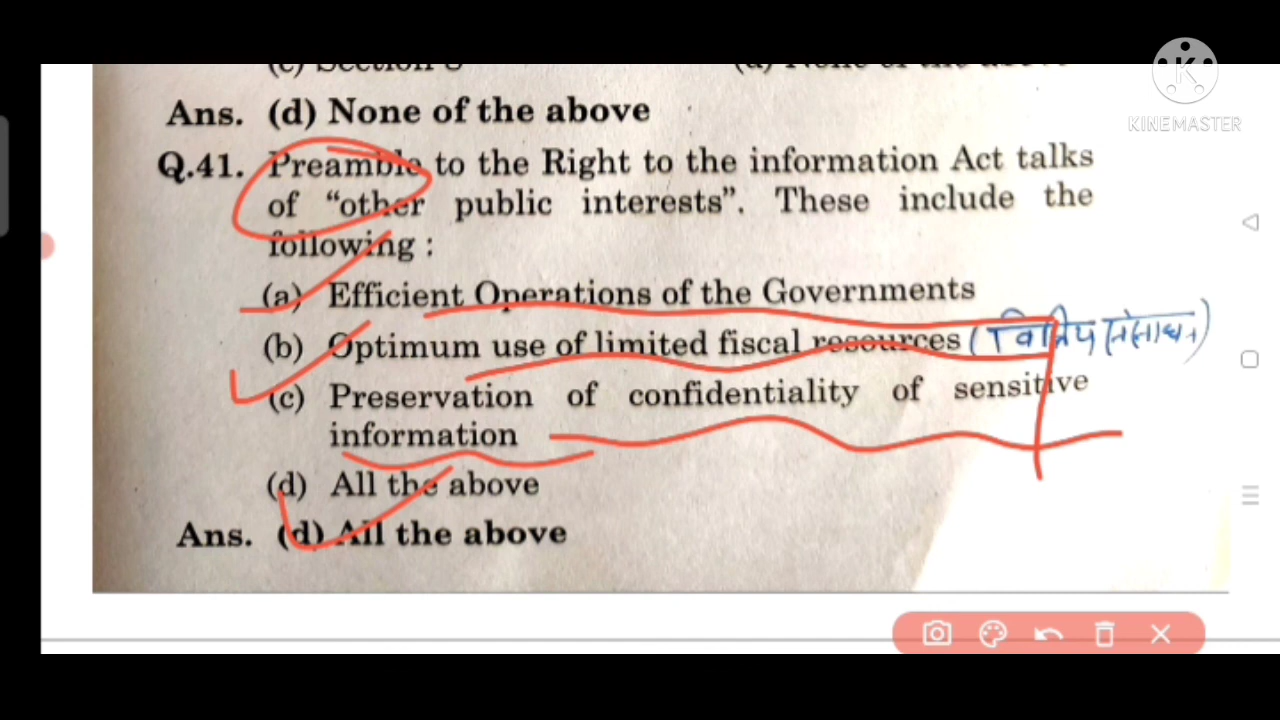 KINEMASTER
Ans. (d) None of the above
Q.41. Preamble to the Right to the information Act talks
of “other public interests”. These include the
following :
(a) Efficient Operations of the Governments
(b) Optimum use of limited fiscal resources (वित्तिय संसाधन)
(c) Preservation of confidentiality of sensitive
information
(d) All the above
Ans. (d) All the above